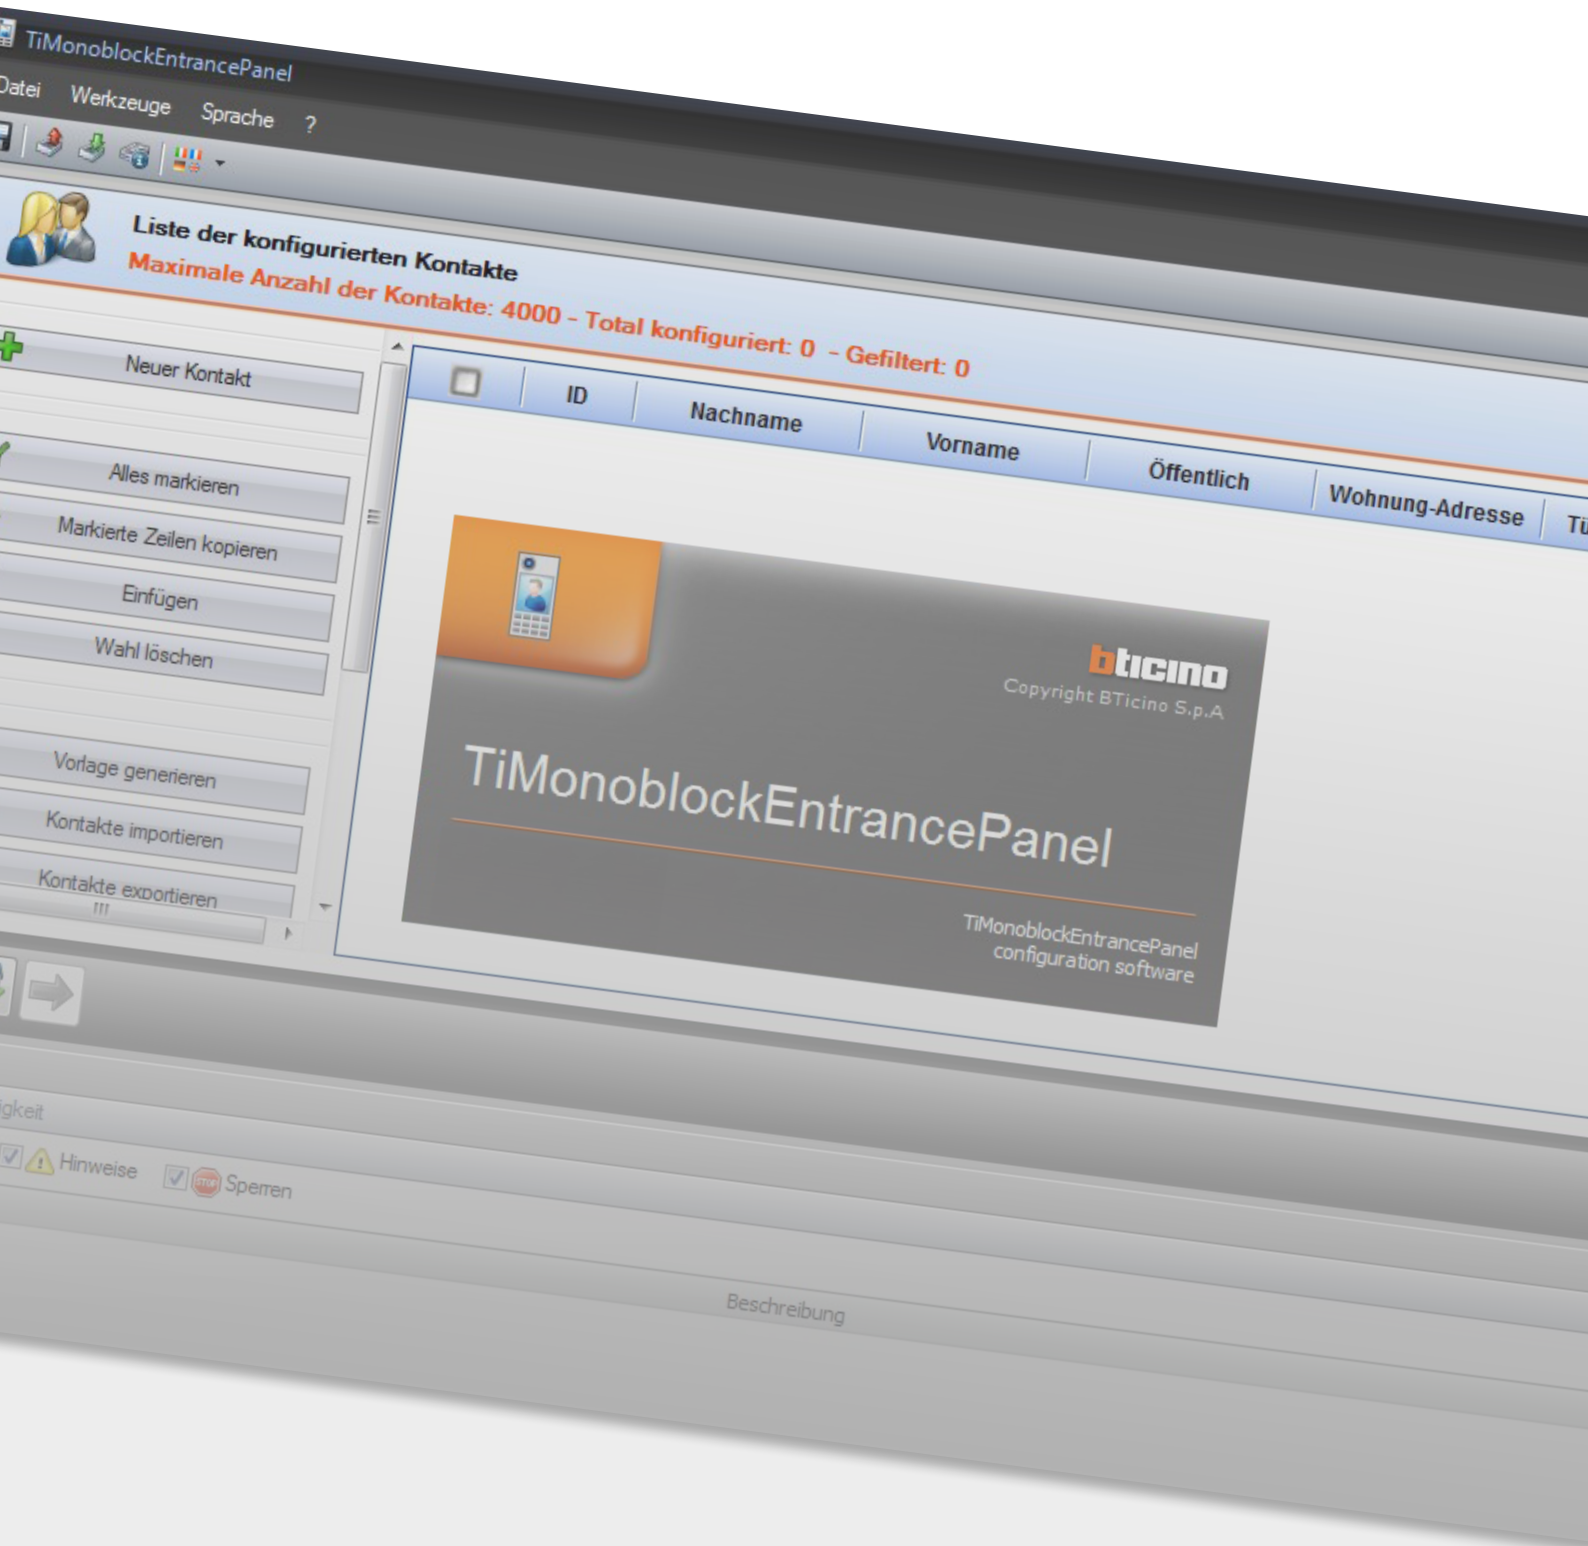 TiMonoblockEntrancePanel
Datei Werkzeuge Sprache ?
Liste der konfigurierten Kontakte
Maximale Anzahl der Kontakte: 4000 - Total konfiguriert: 0 - Gefiltert: 0
Neuer Kontakt
Alles markieren
Markierte Zeilen kopieren
Einfügen
Wahl löschen
Vorlage generieren
Kontakte importieren
Kontakte exportieren
ID Nachname Vorname Öffentlich Wohnung-Adresse
bticino
Copyright BTicino S.p.A
TiMonoblockEntrancePanel
TiMonoblockEntrancePanel
configuration software
Hinweise STOP Sperren
Beschreibung